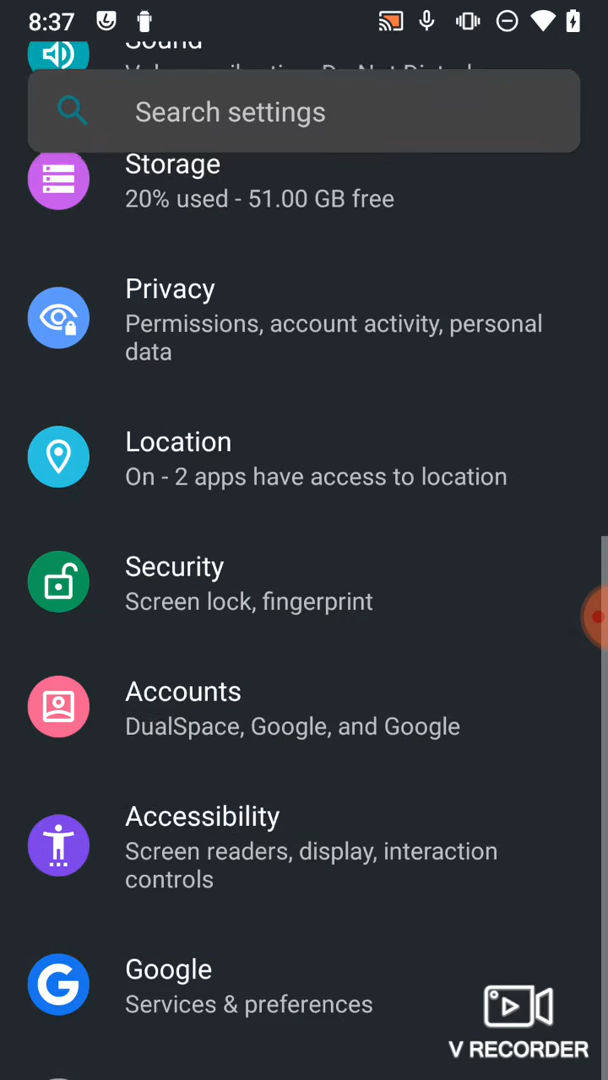 8:37
Sound
Search settings
Storage
20% used - 51.00 GB free
Privacy
Permissions, account activity, personal
data
Location
On - 2 apps have access to location
Security
Screen lock, fingerprint
Accounts
DualSpace, Google, and Google
Accessibility
Screen readers, display, interaction
controls
Google
Services & preferences
V RECORDER